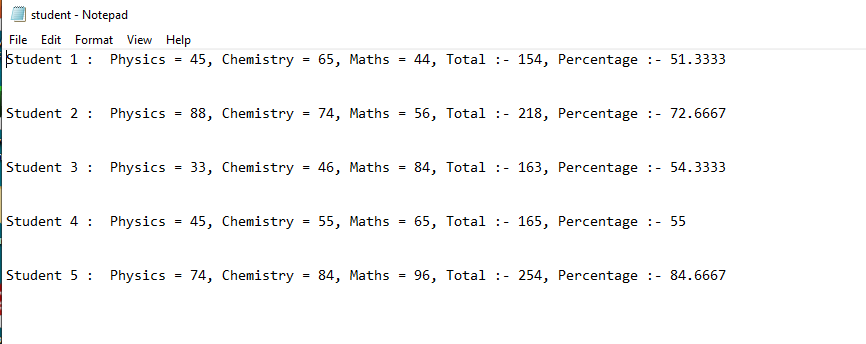 student - Notepad
File Edit Format View Help
Student 1 :  Physics = 45, Chemistry = 65, Maths = 44, Total :- 154, Percentage :- 51.3333
Student 2 :  Physics = 88, Chemistry = 74, Maths = 56, Total :- 218, Percentage :- 72.6667
Student 3 :  Physics = 33, Chemistry = 46, Maths = 84, Total :- 163, Percentage :- 54.3333
Student 4 :  Physics = 45, Chemistry = 55, Maths = 65, Total :- 165, Percentage :- 55
Student 5 :  Physics = 74, Chemistry = 84, Maths = 96, Total :- 254, Percentage :- 84.6667